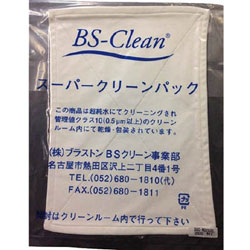 BS-Clean®
スーパークリーンパック
この商品は超純水にてクリーニングされ
管理値クラス10(0.5μm以上)のクリーン
ルーム内にて乾燥・包装されています。
(株)プラストンBSクリーン事業部
名古屋市熱田区沢上二丁目4番1号
TEL.(052)680-1810(代)
FAX.(052)680-1811
開封はクリーンルーム内で行って下さい